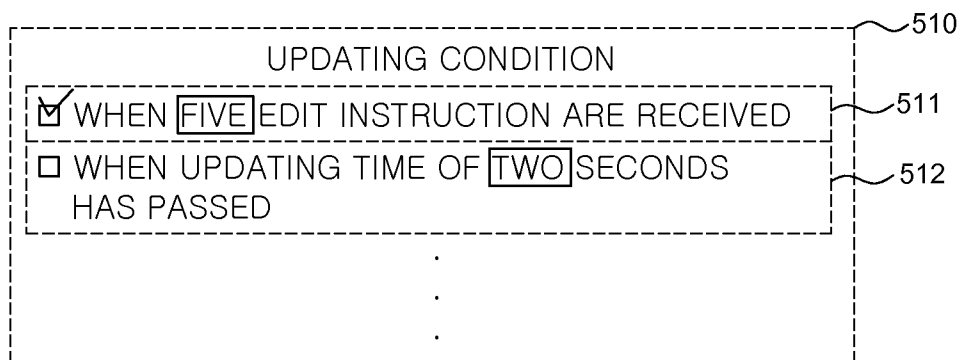 510
UPDATING CONDITION
WHEN FIVE EDIT INSTRUCTION ARE RECEIVED
511
WHEN UPDATING TIME OF TWO SECONDS
HAS PASSED
512